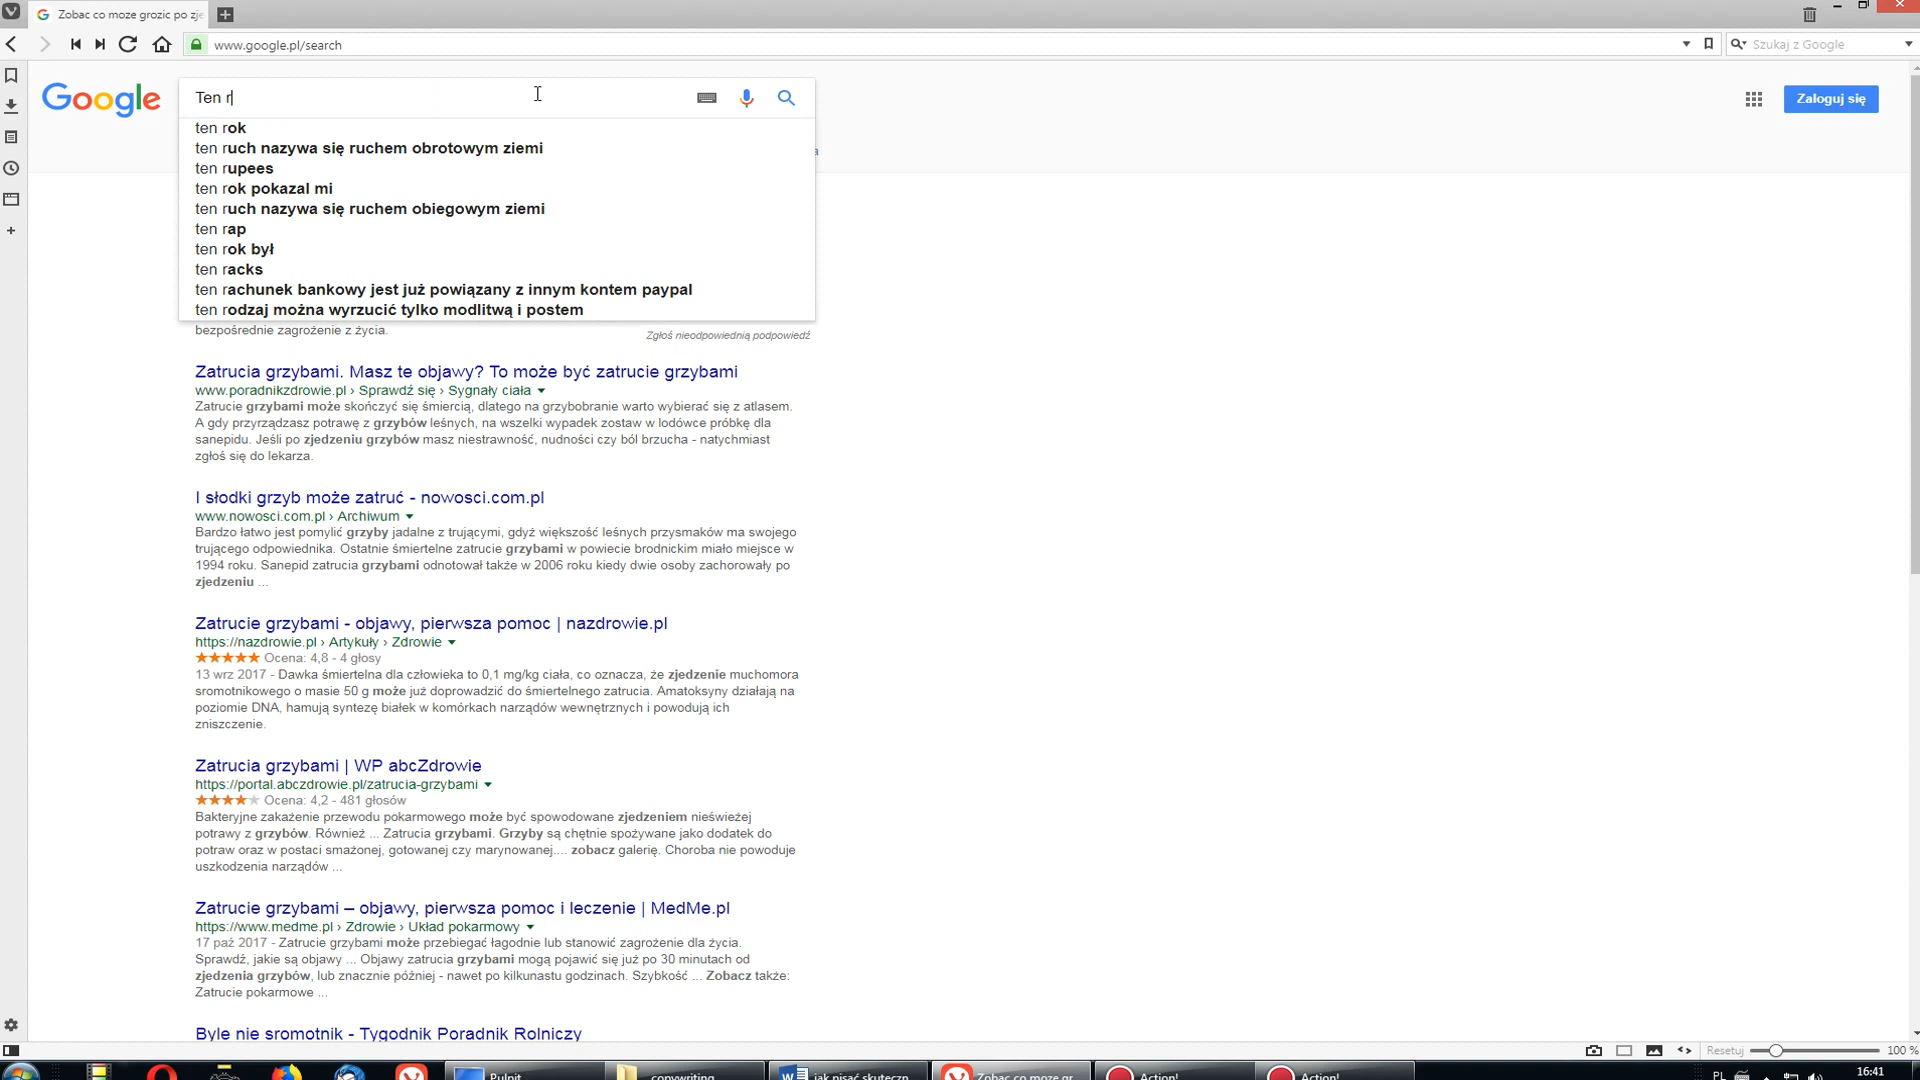 Zobac co moze grozic po zje
www.google.pl/search
Szukaj z Google
Google
Ten r
Zaloguj się
ten rok
ten ruch nazywa się ruchem obrotowym ziemi
ten rupees
ten rok pokazal mi
ten ruch nazywa się ruchem obiegowym ziemi
ten rap
ten rok był
ten racks
ten rachunek bankowy jest już powiązany z innym kontem paypal
ten rodzaj można wyrzucić tylko modlitwą i postem
bezpośrednie zagrożenie z życia.
Zgłoś nieodpowiednią podpowiedź
Zatrucia grzybami. Masz te objawy? To może być zatrucie grzybami
www.poradnikzdrowie.pl › Sprawdź się › Sygnały ciała
Zatrucie grzybami może skończyć się śmiercią, dlatego na grzybobranie warto wybierać się z atlasem.
A gdy przyrządzasz potrawę z grzybów leśnych, na wszelki wypadek zostaw w lodówce próbkę dla
sanepidu. Jeśli po zjedzeniu grzybów masz niestrawność, nudności czy ból brzucha - natychmiast
zgłoś się do lekarza.
I słodki grzyb może zatruć - nowosci.com.pl
www.nowosci.com.pl › Archiwum
Bardzo łatwo jest pomylić grzyby jadalne z trującymi, gdyż większość leśnych przysmaków ma swojego
trującego odpowiednika. Ostatnie śmiertelne zatrucie grzybami w powiecie brodnickim miało miejsce w
1994 roku. Sanepid zatrucia grzybami odnotował także w 2006 roku kiedy dwie osoby zachorowały po
zjedzeniu ...
Zatrucie grzybami - objawy, pierwsza pomoc | nazdrowie.pl
https://nazdrowie.pl › Artykuły › Zdrowie
Ocena: 4,8 - 4 głosy
13 wrz 2017 - Dawka śmiertelna dla człowieka to 0,1 mg/kg ciała, co oznacza, że zjedzenie muchomora
sromotnikowego o masie 50 g może już doprowadzić do śmiertelnego zatrucia. Amatoksyny działają na
poziomie DNA, hamują syntezę białek w komórkach narządów wewnętrznych i powodują ich
zniszczenie.
Zatrucia grzybami | WP abcZdrowie
https://portal.abczdrowie.pl/zatrucia-grzybami
Ocena: 4,2 - 481 głosów
Bakteryjne zakażenie przewodu pokarmowego może być spowodowane zjedzeniem nieświeżej
potrawy z grzybów. Również ... Zatrucia grzybami. Grzyby są chętnie spożywane jako dodatek do
potraw oraz w postaci smażonej, gotowanej czy marynowanej.... zobacz galerię. Choroba nie powoduje
uszkodzenia narządów ...
Zatrucie grzybami – objawy, pierwsza pomoc i leczenie | MedMe.pl
https://www.medme.pl › Zdrowie › Układ pokarmowy
17 paź 2017 - Zatrucie grzybami może przebiegać łagodnie lub stanowić zagrożenie dla życia.
Sprawdź, jakie są objawy ... Objawy zatrucia grzybami mogą pojawić się już po 30 minutach od
zjedzenia grzybów, lub znacznie później - nawet po kilkunastu godzinach. Szybkość ... Zobacz także:
Zatrucie pokarmowe ...
Byle nie sromotnik - Tygodnik Poradnik Rolniczy
Resetuj
100 %
Pulpit
copywriting
jak pisać skuteczn
Zobac co moze gr
Action!
Action!
PL
16:41